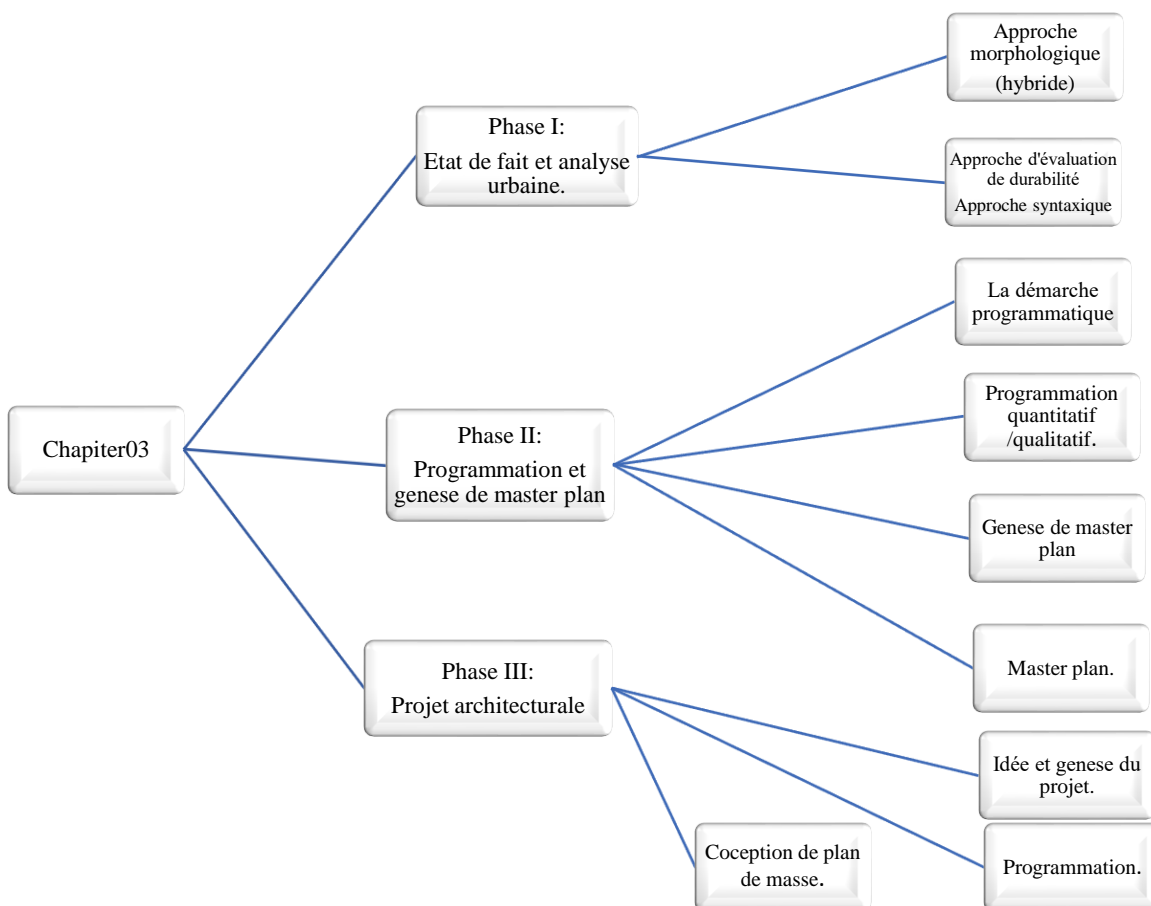 Chapiter03
Phase I:
Etat de fait et analyse
urbaine.
Approche
morphologique
(hybride)
Approche d'évaluation
de durabilité
Approche syntaxique
Phase II:
Programmation et
genese de master plan
La démarche
programmatique
Programmation
quantitatif
/qualitatif.
Genese de master
plan
Master plan.
Phase III:
Projet architecturale
Idée et genese du
projet.
Programmation.
Coception de plan
de masse.